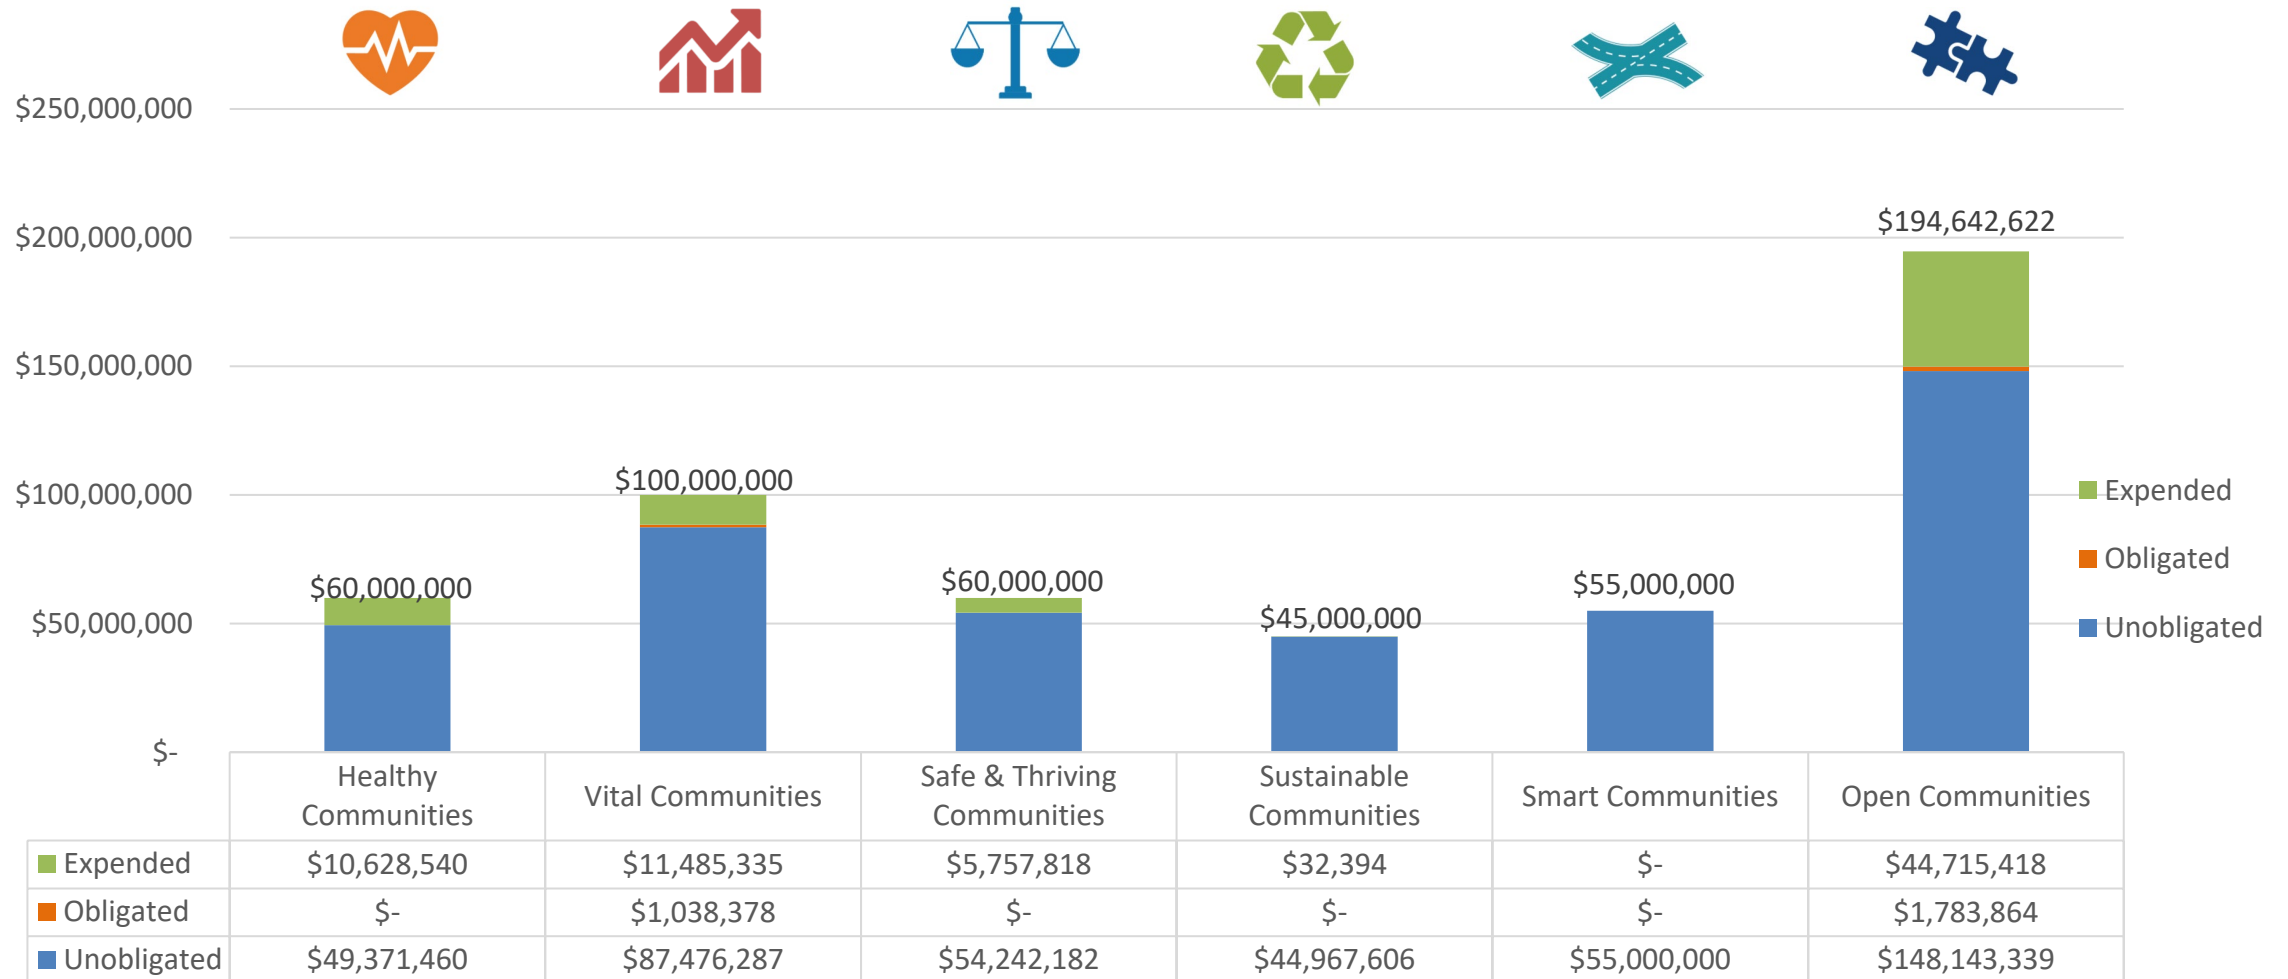 $250,000,000
$200,000,000
$150,000,000
$100,000,000
$50,000,000
$-
$60,000,000
$100,000,000
$60,000,000
$45,000,000
$55,000,000
$194,642,622
Expended
Obligated
Unobligated
Healthy
Communities
Vital Communities
Safe & Thriving
Communities
Sustainable
Communities
Smart Communities
Open Communities
Expended $10,628,540 $11,485,335 $5,757,818 $32,394 $- $44,715,418
Obligated $- $1,038,378 $- $- $- $1,783,864
Unobligated $49,371,460 $87,476,287 $54,242,182 $44,967,606 $55,000,000 $148,143,339